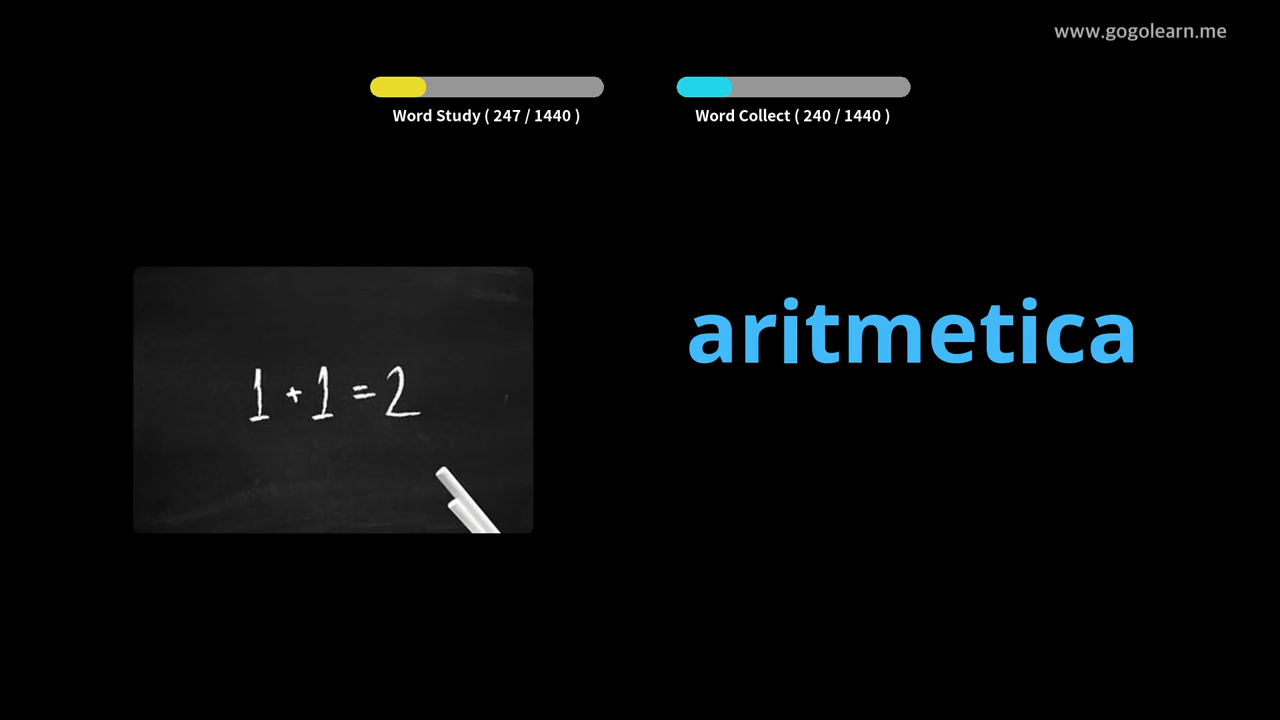 www.gogolearn.me
Word Study ( 247 / 1440 )
Word Collect ( 240 / 1440 )
aritmetica
1 + 1 = 2